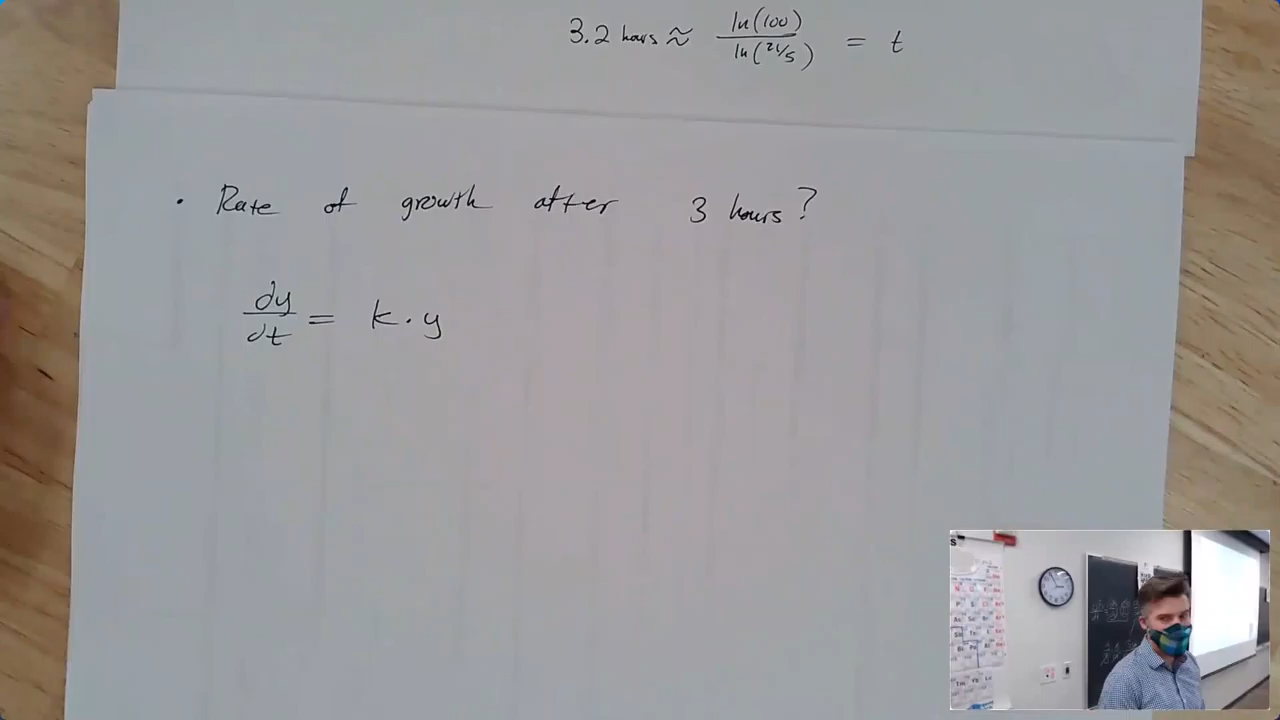 3.2 hours ≈ ln(100) / ln(21/5) = t
• Rate of growth after 3 hours?
dy/dt = k · y